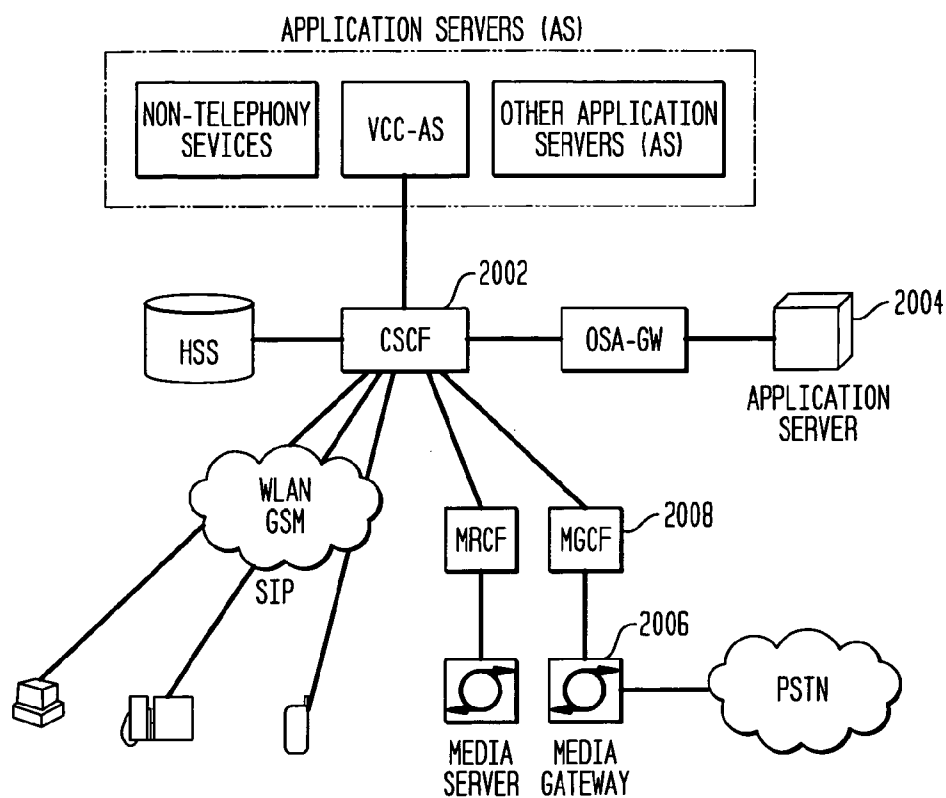 APPLICATION SERVERS (AS)
NON-TELEPHONY
SEVICES
VCC-AS
OTHER APPLICATION
SERVERS (AS)
2002
2004
HSS
CSCF
OSA-GW
APPLICATION
SERVER
WLAN
GSM
SIP
MRCF
MGCF
2008
2006
PSTN
MEDIA
SERVER
MEDIA
GATEWAY